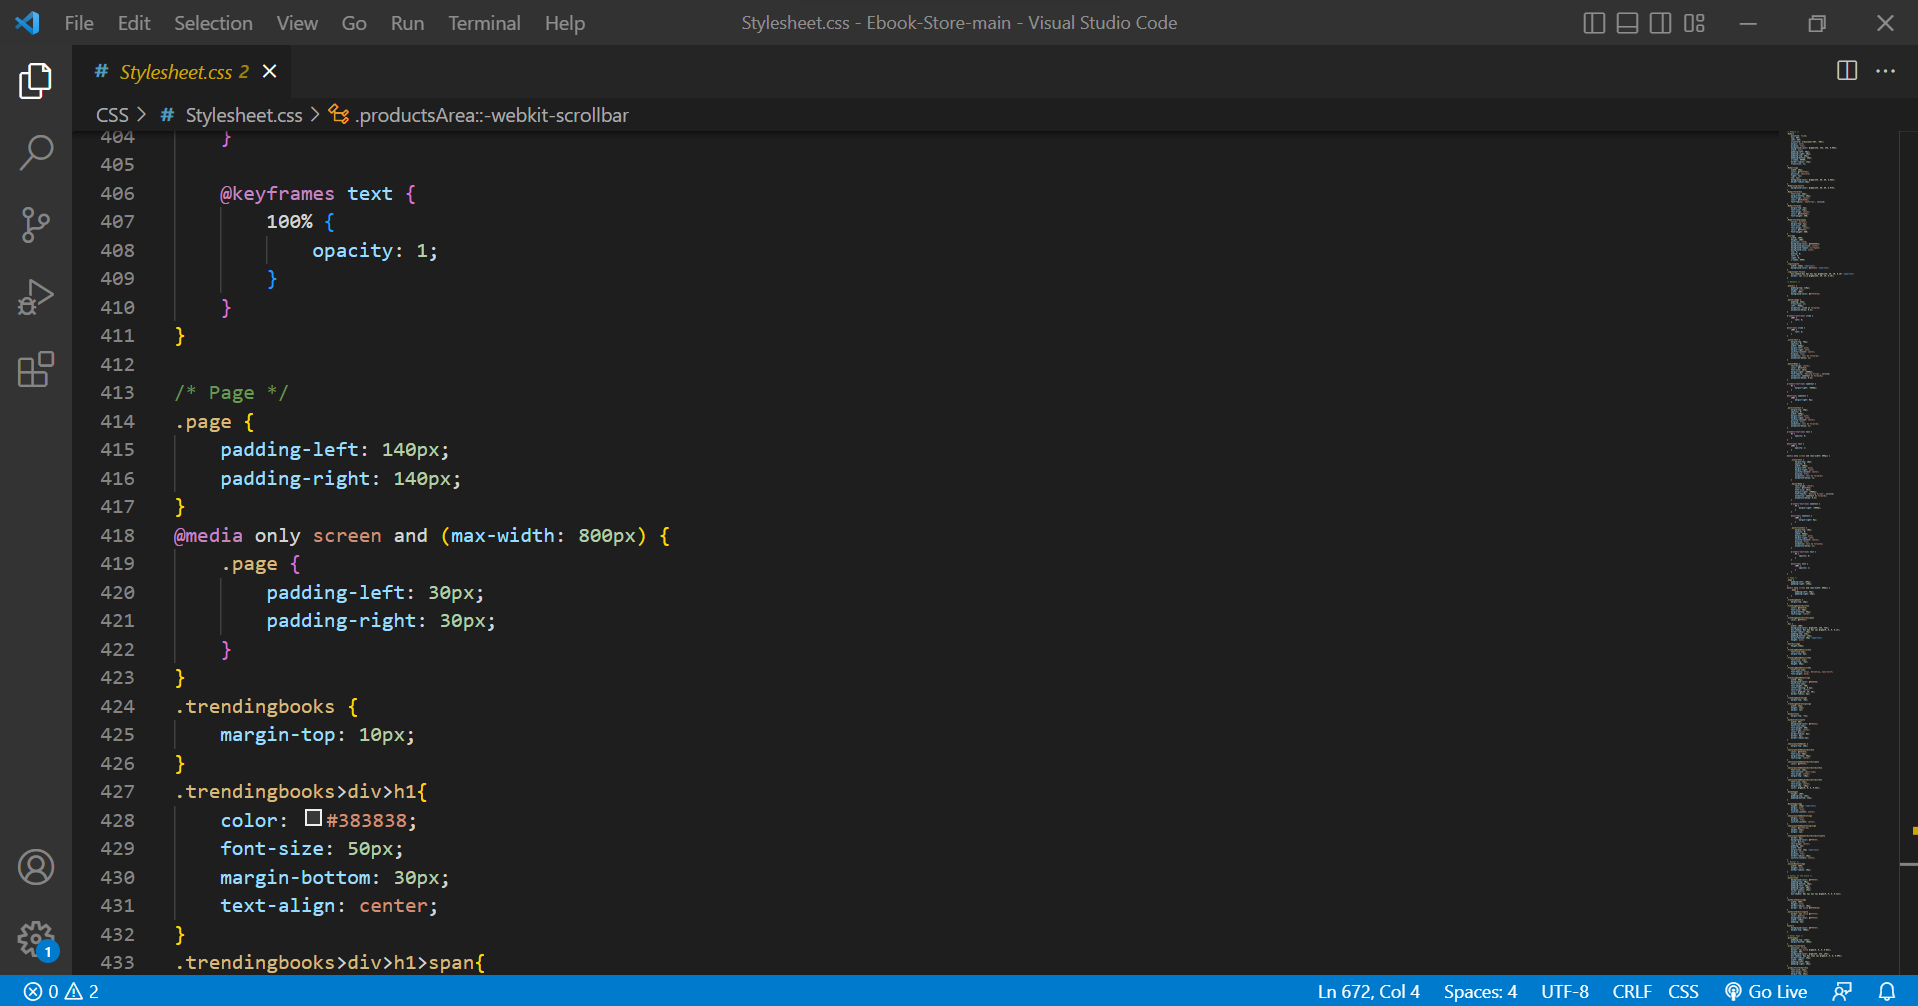 File Edit Selection View Go Run Terminal Help Stylesheet.css - Ebook-Store-main - Visual Studio Code
# Stylesheet.css 2
CSS > # Stylesheet.css > .productsArea::-webkit-scrollbar
404 }
405
406 @keyframes text {
407 100% {
408 opacity: 1;
409 }
410 }
411 }
412
413 /* Page */
414 .page {
415 padding-left: 140px;
416 padding-right: 140px;
417 }
418 @media only screen and (max-width: 800px) {
419 .page {
420 padding-left: 30px;
421 padding-right: 30px;
422 }
423 }
424 .trendingbooks {
425 margin-top: 10px;
426 }
427 .trendingbooks>div>h1{
428 color: #383838;
429 font-size: 50px;
430 margin-bottom: 30px;
431 text-align: center;
432 }
433 .trendingbooks>div>h1>span{
1
0 2 Ln 672, Col 4 Spaces: 4 UTF-8 CRLF CSS Go Live